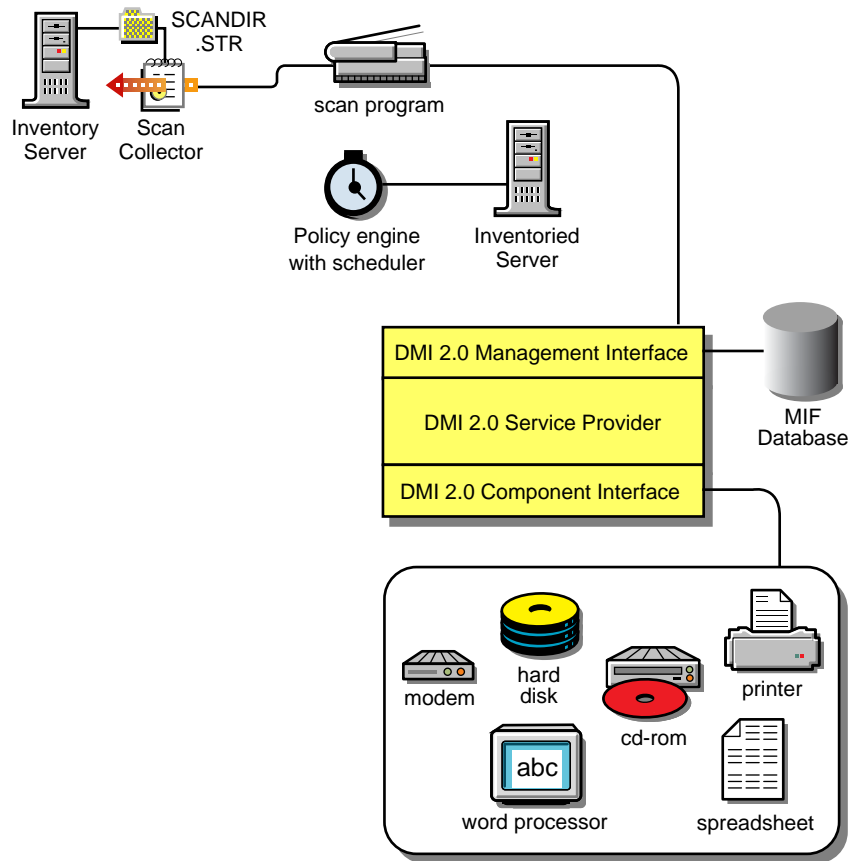 SCANDIR
.STR
scan program
Inventory
Server
Scan
Collector
Policy engine
with scheduler
Inventoried
Server
DMI 2.0 Management Interface
DMI 2.0 Service Provider
DMI 2.0 Component Interface
MIF
Database
modem
hard
disk
cd-rom
printer
abc
word processor
spreadsheet